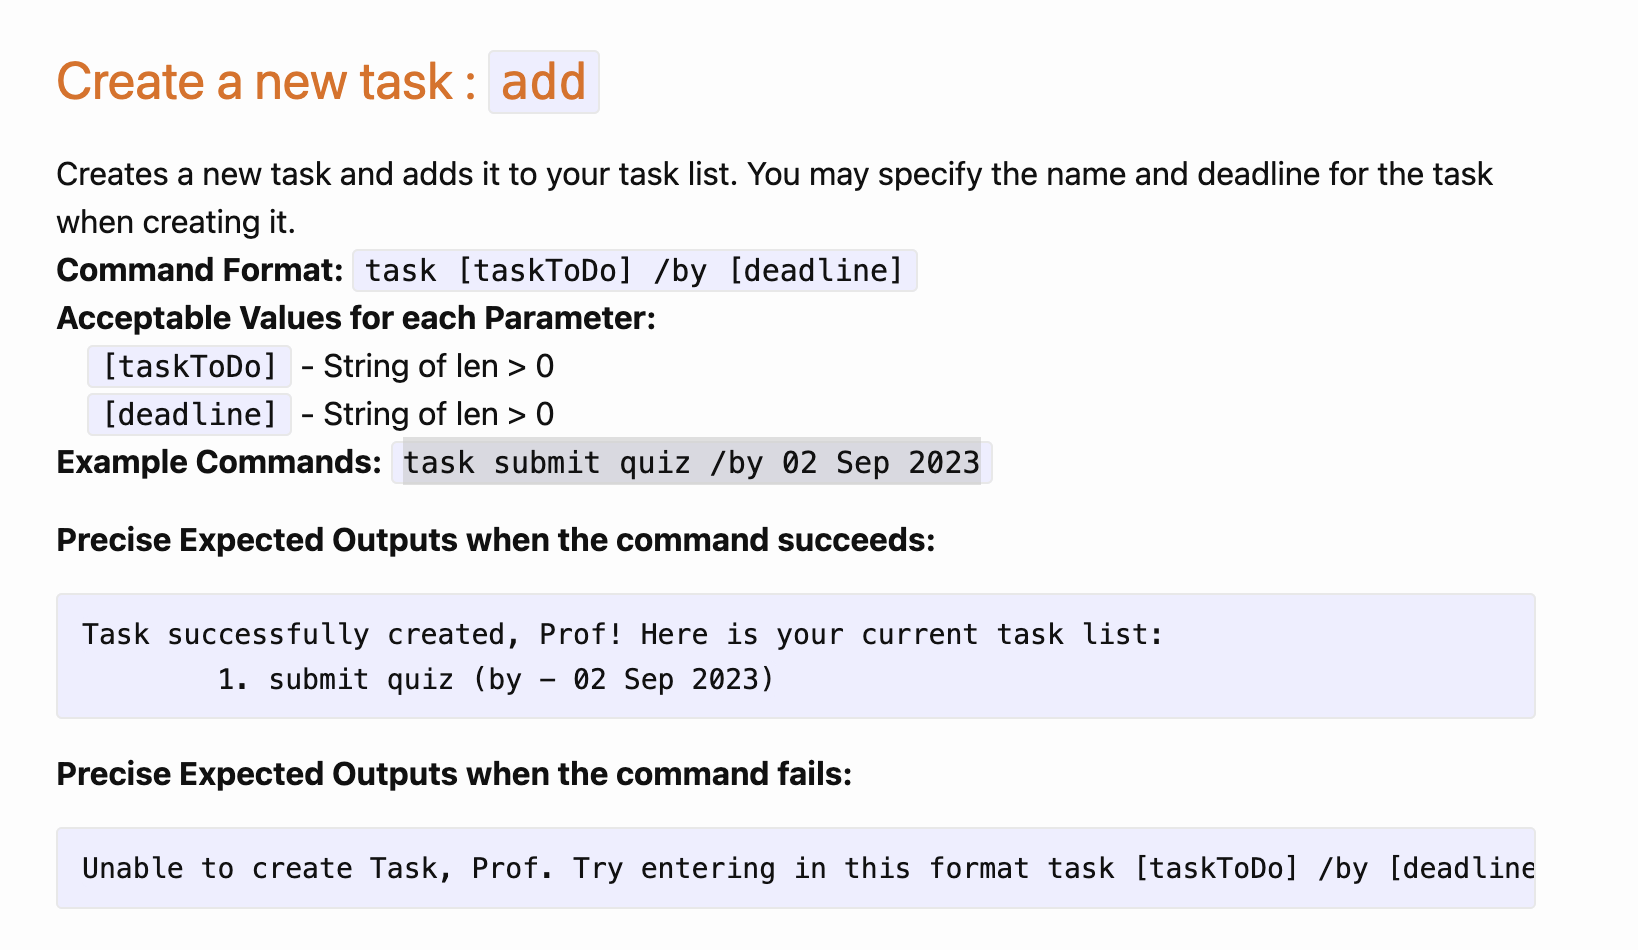 Create a new task : add
Creates a new task and adds it to your task list. You may specify the name and deadline for the task
when creating it.
Command Format: task [taskToDo] /by [deadline]
Acceptable Values for each Parameter:
[taskToDo] - String of len > 0
[deadline] - String of len > 0
Example Commands: task submit quiz /by 02 Sep 2023
Precise Expected Outputs when the command succeeds:
Task successfully created, Prof! Here is your current task list:
1. submit quiz (by – 02 Sep 2023)
Precise Expected Outputs when the command fails:
Unable to create Task, Prof. Try entering in this format task [taskToDo] /by [deadline